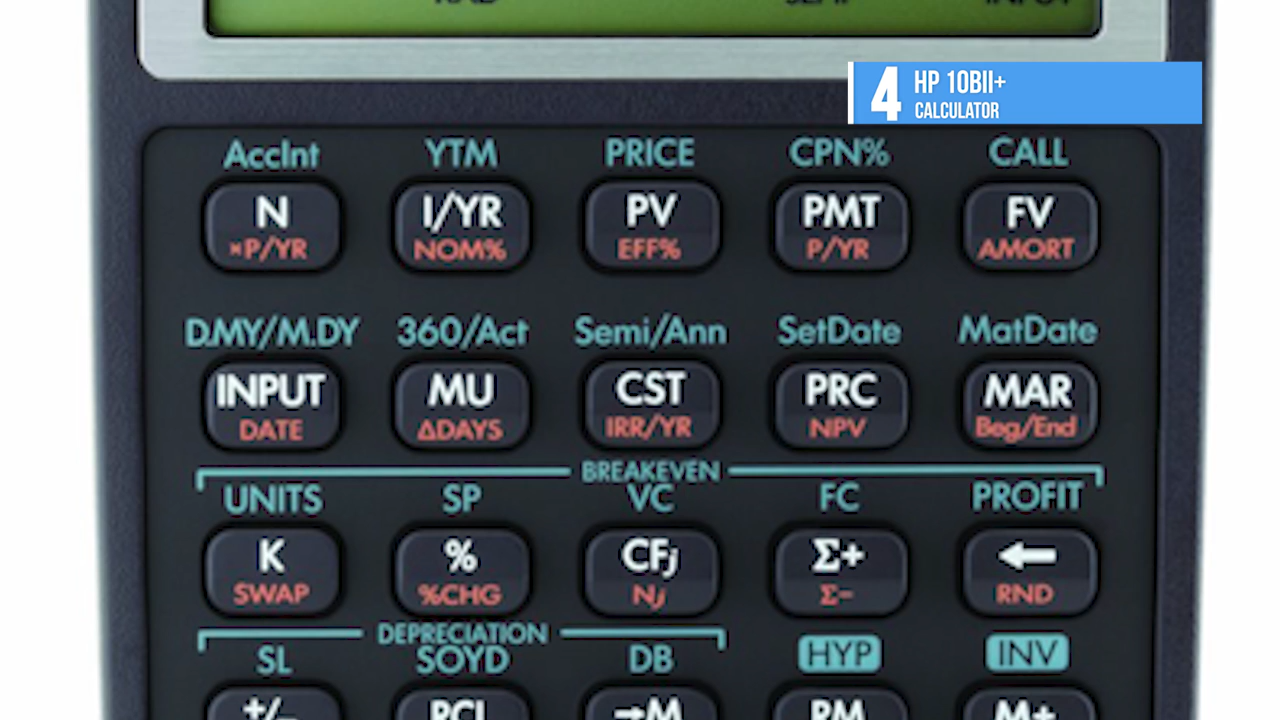 4 HP 10BII+
CALCULATOR
AccInt YTM PRICE CPN% CALL
N I/YR PV PMT FV
×P/YR NOM% EFF% P/YR AMORT
D.MY/M.DY 360/Act Semi/Ann SetDate MatDate
INPUT MU CST PRC MAR
DATE ΔDAYS IRR/YR NPV Beg/End
BREAKEVEN
UNITS SP VC FC PROFIT
K % CFj Σ+ ←
SWAP %CHG Nj Σ− RND
DEPRECIATION
SL SOYD DB HYP INV
+/− RCL →M RM M+